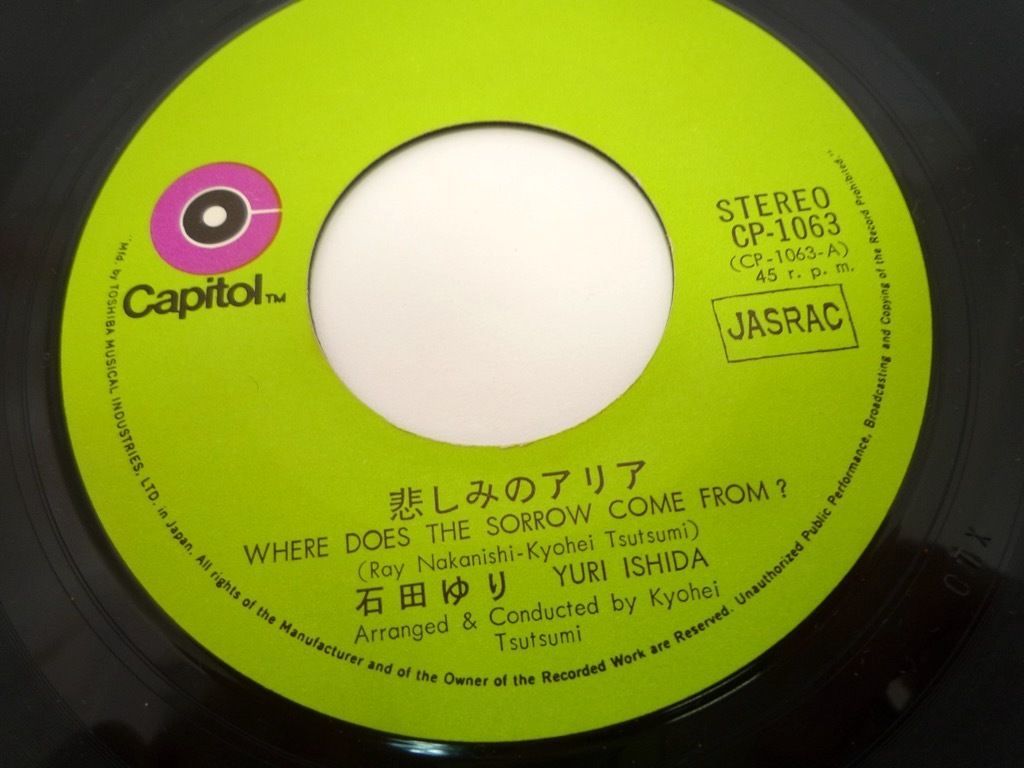 Capitol™
STEREO
CP-1063
(CP-1063-A)
45 r. p. m.
JASRAC
悲しみのアリア
WHERE DOES THE SORROW COME FROM?
(Ray Nakanishi-Kyohei Tsutsumi)
石田ゆり YURI ISHIDA
Arranged & Conducted by Kyohei
Tsutsumi
"Mfd. by TOSHIBA MUSICAL INDUSTRIES, LTD. in Japan. All rights of the Manufacturer and of the Owner of the Recorded Work are Reserved. Unauthorized Public Performance, Broadcasting and Copying of the Record Prohibited."